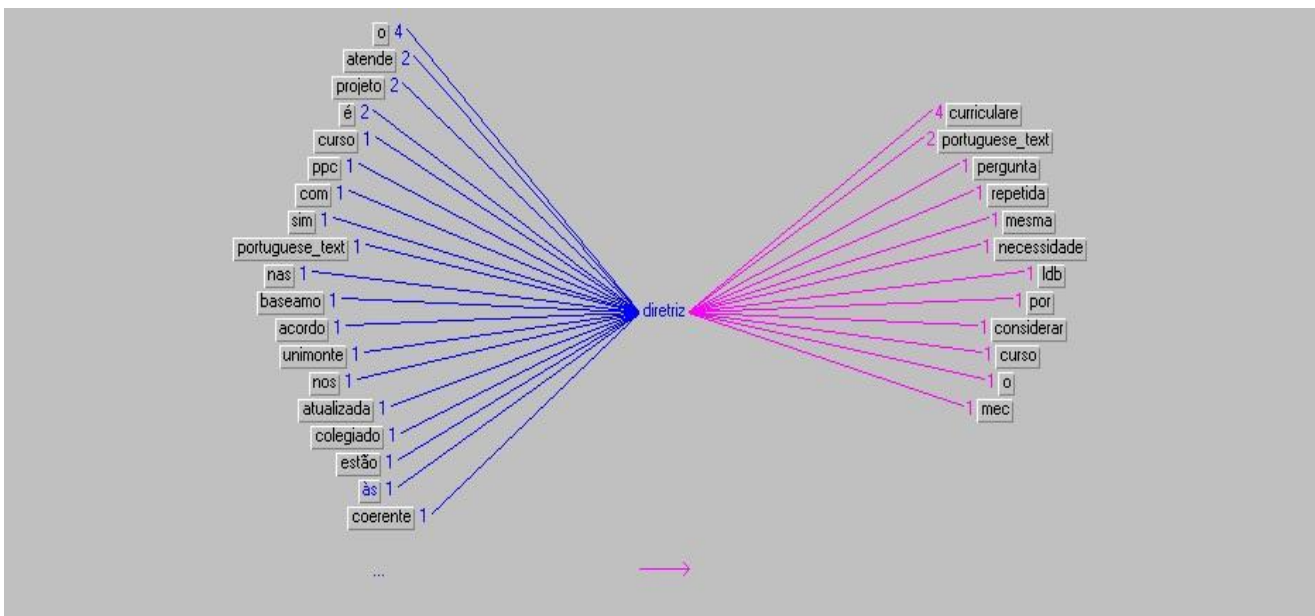 o 4
atende 2
projeto 2
é 2
curso 1
ppc 1
com 1
sim 1
portuguese_text 1
nas 1
baseamo 1
acordo 1
unimonte 1
nos 1
atualizada 1
colegiado 1
estão 1
às 1
coerente 1
...
diretriz
4 curriculare
2 portuguese_text
1 pergunta
1 repetida
1 mesma
1 necessidade
1 ldb
1 por
1 considerar
1 curso
1 o
1 mec